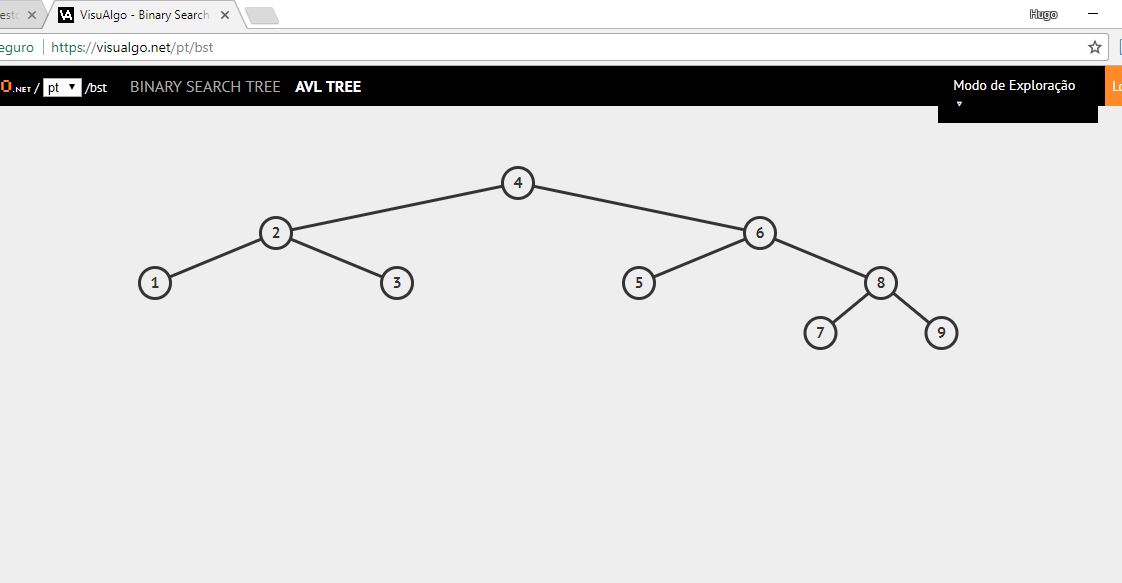 esto VisuAlgo - Binary Search Hugo
eguro https://visualgo.net/pt/bst
O.NET / pt /bst BINARY SEARCH TREE AVL TREE Modo de Exploração Lo
4
2 6
1 3 5 8
7 9